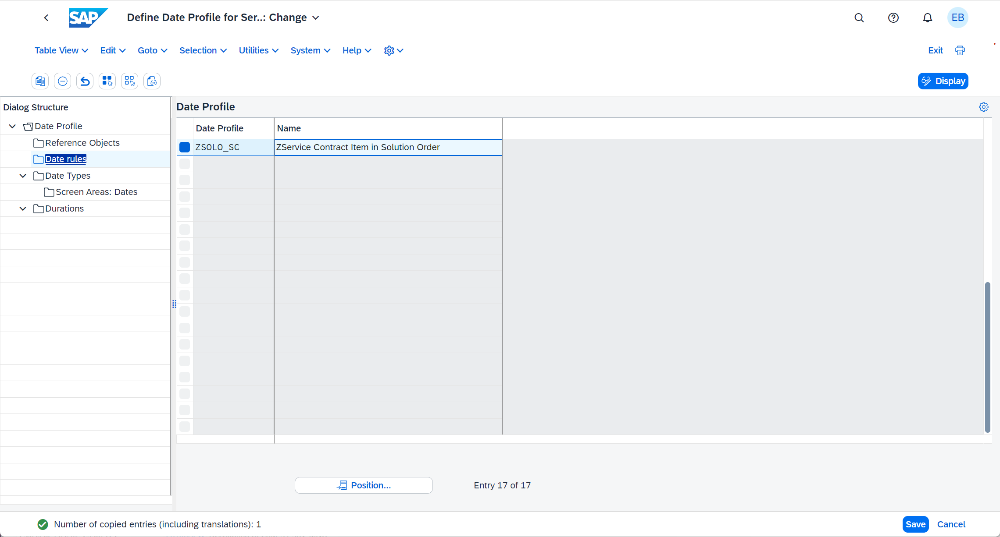 SAP
Define Date Profile for Ser..: Change
EB
Table View
Edit
Goto
Selection
Utilities
System
Help
Exit
Display
Dialog Structure
Date Profile
Reference Objects
Date rules
Date Types
Screen Areas: Dates
Durations
Date Profile
Date Profile
Name
ZSOLO_SC
ZService Contract Item in Solution Order
Position...
Entry 17 of 17
Number of copied entries (including translations): 1
Save
Cancel